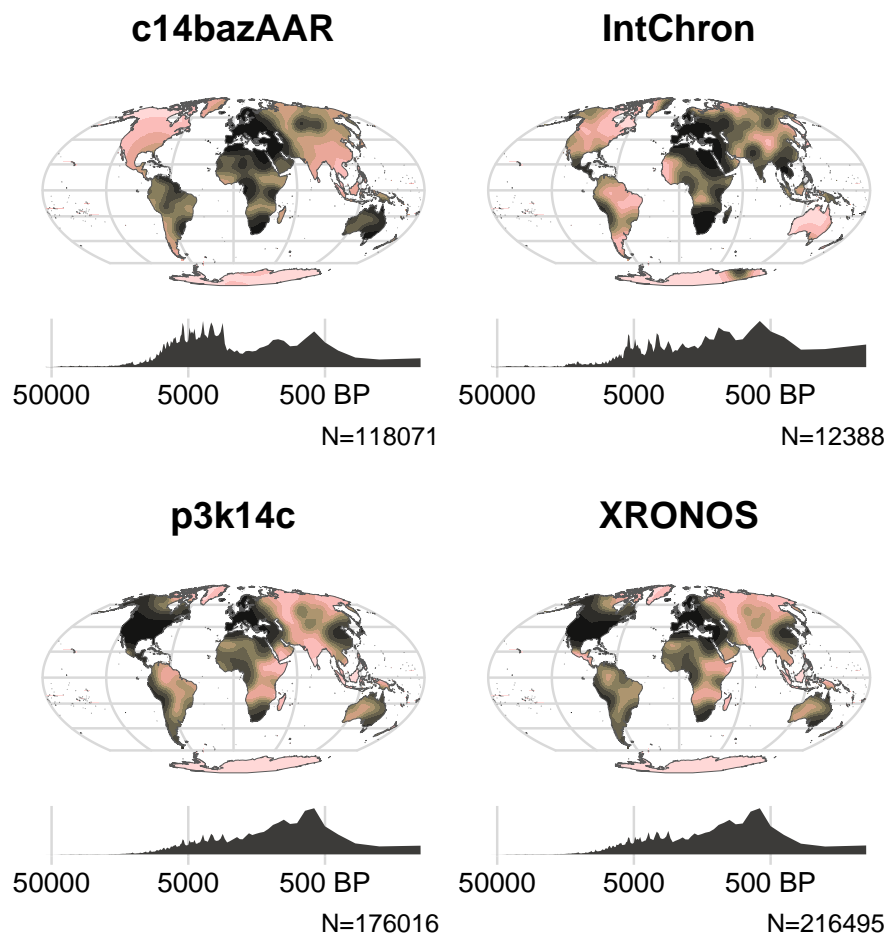 c14bazAAR IntChron
50000 5000 500 BP 50000 5000 500 BP
N=118071 N=12388
p3k14c XRONOS
50000 5000 500 BP 50000 5000 500 BP
N=176016 N=216495